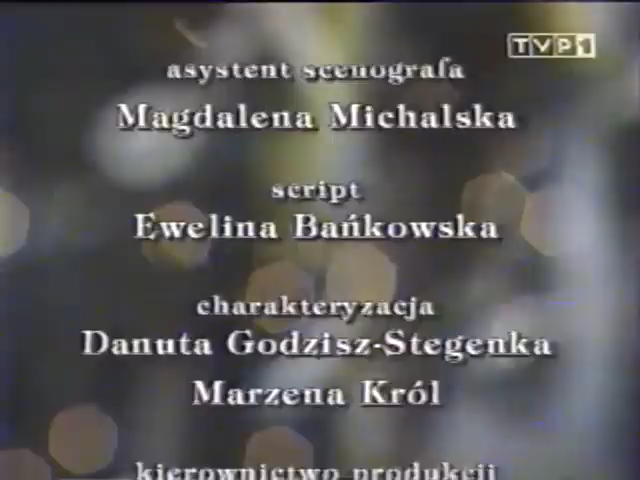 TVP1
asystent scenografa
Magdalena Michalska
script
Ewelina Bańkowska
charakteryzacja
Danuta Godzisz-Stegenka
Marzena Król
kierownictwo produkcji